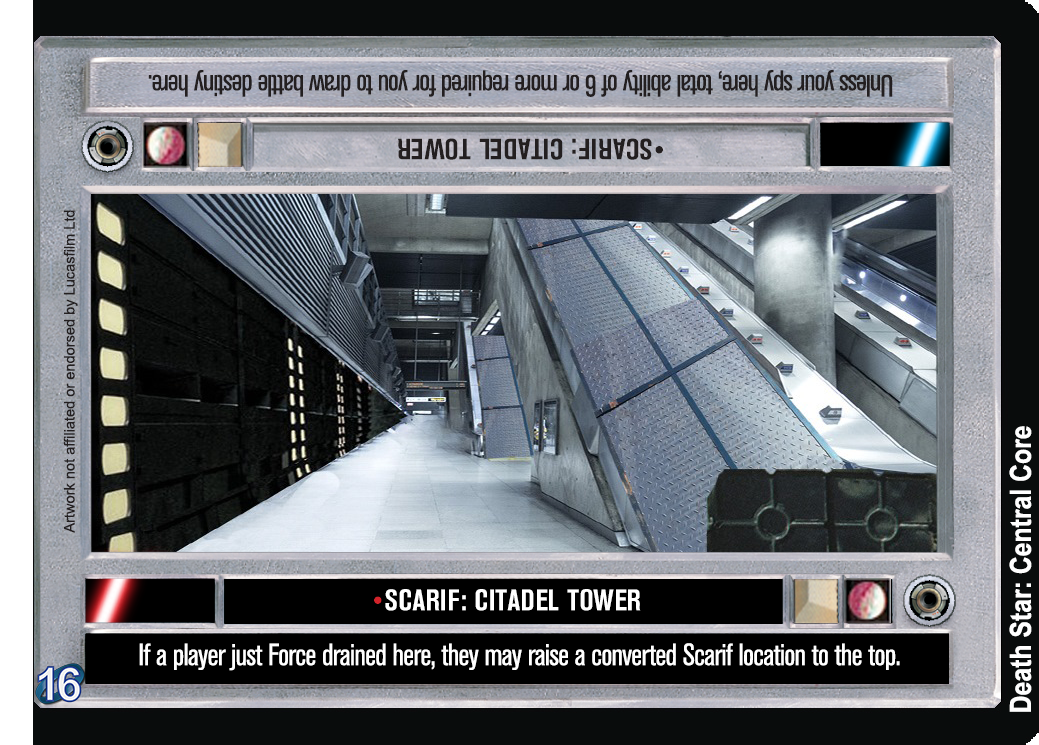 Unless your spy here, total ability of 6 or more required for you to draw battle destiny here.
•SCARIF: CITADEL TOWER
Artwork not affiliated or endorsed by Lucasfilm Ltd
•SCARIF: CITADEL TOWER
If a player just Force drained here, they may raise a converted Scarif location to the top.
16
Death Star: Central Core